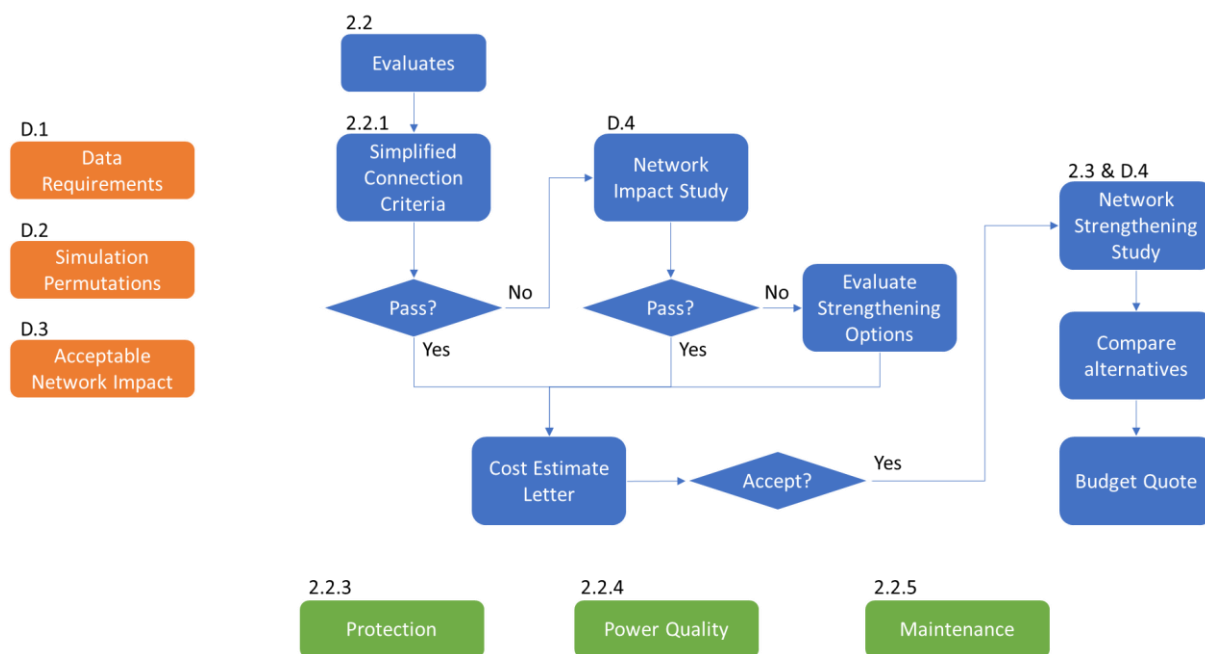 2.2
Evaluates
2.2.1
Simplified
Connection
Criteria
D.4
Network
Impact Study
D.1
Data
Requirements
2.3 & D.4
Network
Strengthening
Study
D.2
Simulation
Permutations
Pass?
No
Pass?
No
Evaluate
Strengthening
Options
D.3
Acceptable
Network Impact
Yes
Yes
Compare
alternatives
Cost Estimate
Letter
Accept?
Yes
Budget Quote
2.2.3
Protection
2.2.4
Power Quality
2.2.5
Maintenance